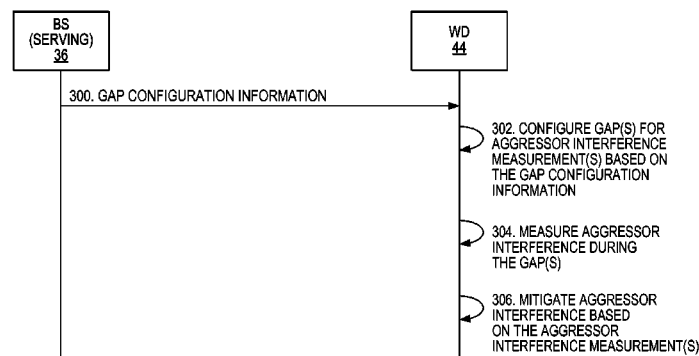 BS
(SERVING)
36
WD
44
300. GAP CONFIGURATION INFORMATION
302. CONFIGURE GAP(S) FOR
AGGRESSOR INTERFERENCE
MEASUREMENT(S) BASED ON
THE GAP CONFIGURATION
INFORMATION
304. MEASURE AGGRESSOR
INTERFERENCE DURING
THE GAP(S)
306. MITIGATE AGGRESSOR
INTERFERENCE BASED
ON THE AGGRESSOR
INTERFERENCE MEASUREMENT(S)